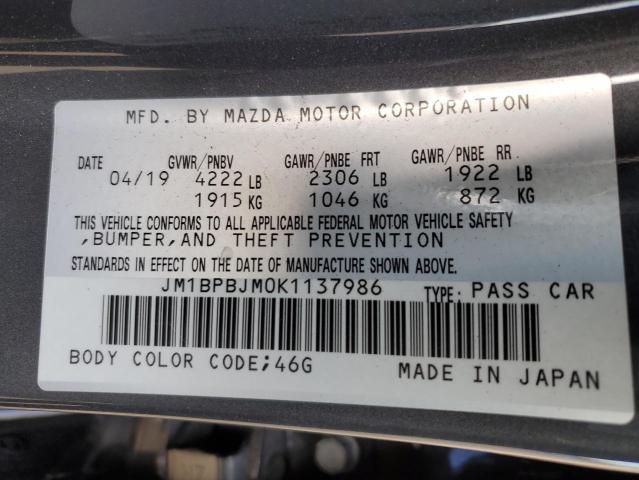 MFD. BY MAZDA MOTOR CORPORATION
DATE GVWR/PNBV GAWR/PNBE FRT GAWR/PNBE RR
04/19 4222 LB 2306 LB 1922 LB
1915 KG 1046 KG 872 KG
THIS VEHICLE CONFORMS TO ALL APPLICABLE FEDERAL MOTOR VEHICLE SAFETY
,BUMPER,AND THEFT PREVENTION
STANDARDS IN EFFECT ON THE DATE OF MANUFACTURE SHOWN ABOVE.
JM1BPBJM0K1137986 TYPE: PASS CAR
BODY COLOR CODE;46G MADE IN JAPAN